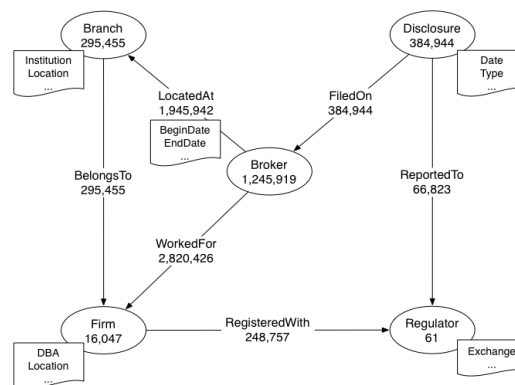 Branch
295,455
Disclosure
384,944
Institution
Location
...
Date
Type
...
LocatedAt
1,945,942
FiledOn
384,944
BeginDate
EndDate
...
Broker
1,245,919
BelongsTo
295,455
ReportedTo
66,823
WorkedFor
2,820,426
Firm
16,047
RegisteredWith
248,757
Regulator
61
DBA
Location
...
Exchange
...